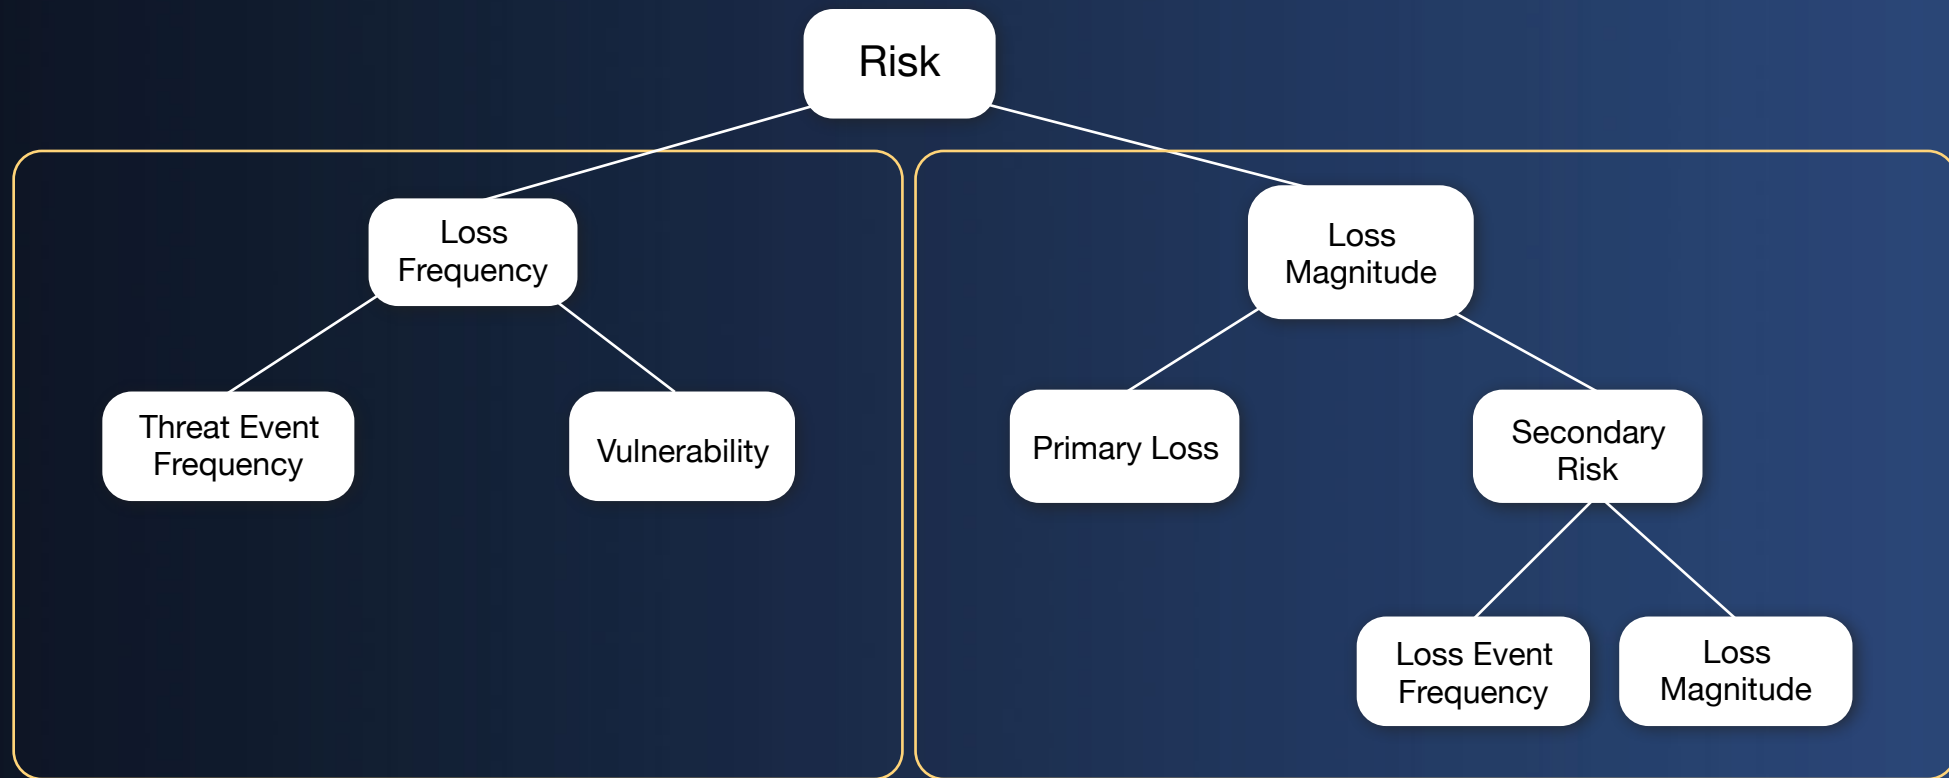 Risk
Loss
Frequency
Loss
Magnitude
Threat Event
Frequency
Vulnerability
Primary Loss
Secondary
Risk
Loss Event
Frequency
Loss
Magnitude